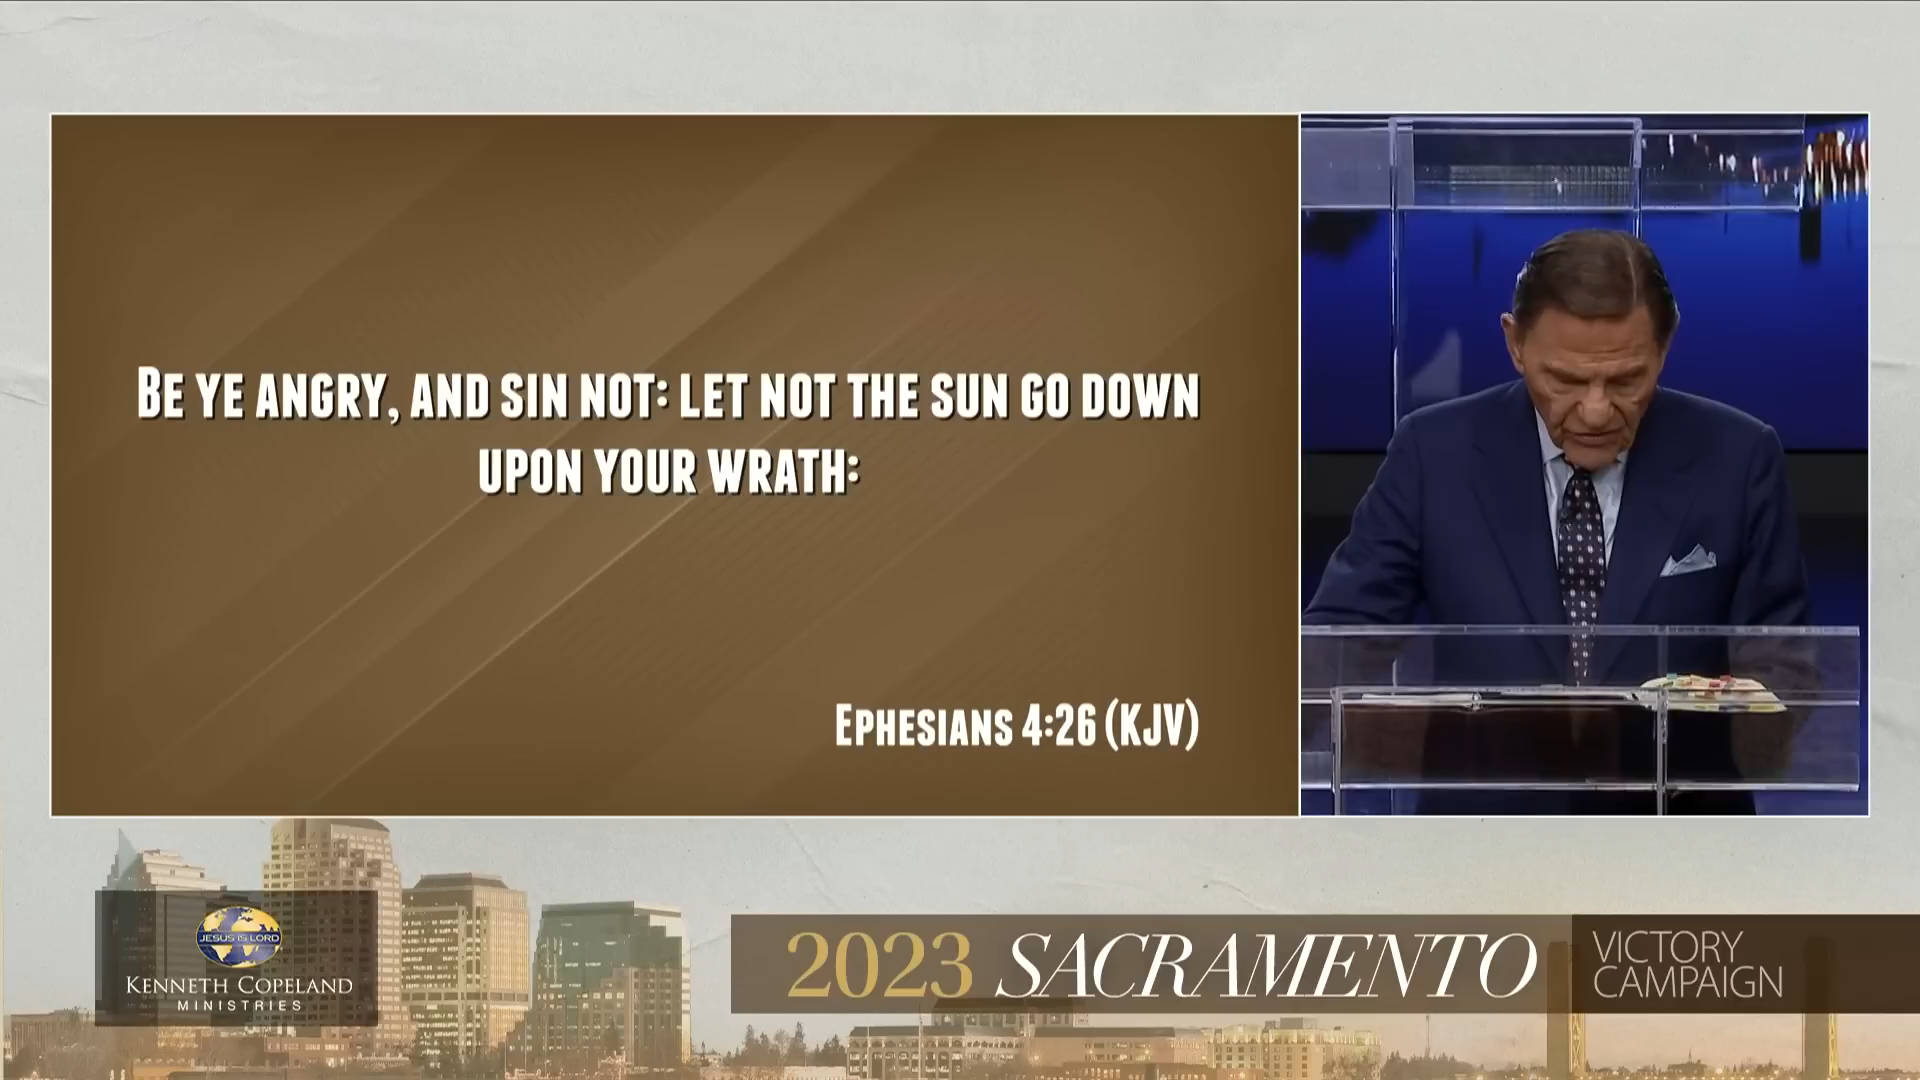 BE YE ANGRY, AND SIN NOT: LET NOT THE SUN GO DOWN
UPON YOUR WRATH:
EPHESIANS 4:26 (KJV)
JESUS IS LORD
KENNETH COPELAND
MINISTRIES
2023 SACRAMENTO
VICTORY
CAMPAIGN